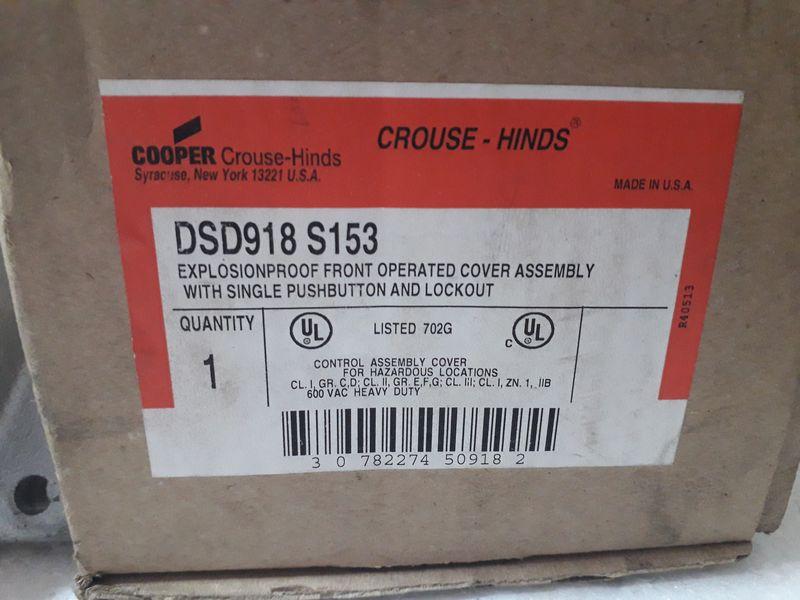 COOPER Crouse-Hinds
Syracuse, New York 13221 U.S.A.
CROUSE - HINDS®
MADE IN U.S.A.
DSD918 S153
EXPLOSIONPROOF FRONT OPERATED COVER ASSEMBLY
WITH SINGLE PUSHBUTTON AND LOCKOUT
QUANTITY
1
UL ®
LISTED 702G
C UL ®
CONTROL ASSEMBLY COVER
FOR HAZARDOUS LOCATIONS
CL. I, GR. C,D; CL. II, GR. E,F,G; CL. III; CL. I, ZN. 1, IIB
600 VAC HEAVY DUTY
3 0 782274 50918 2
R40513